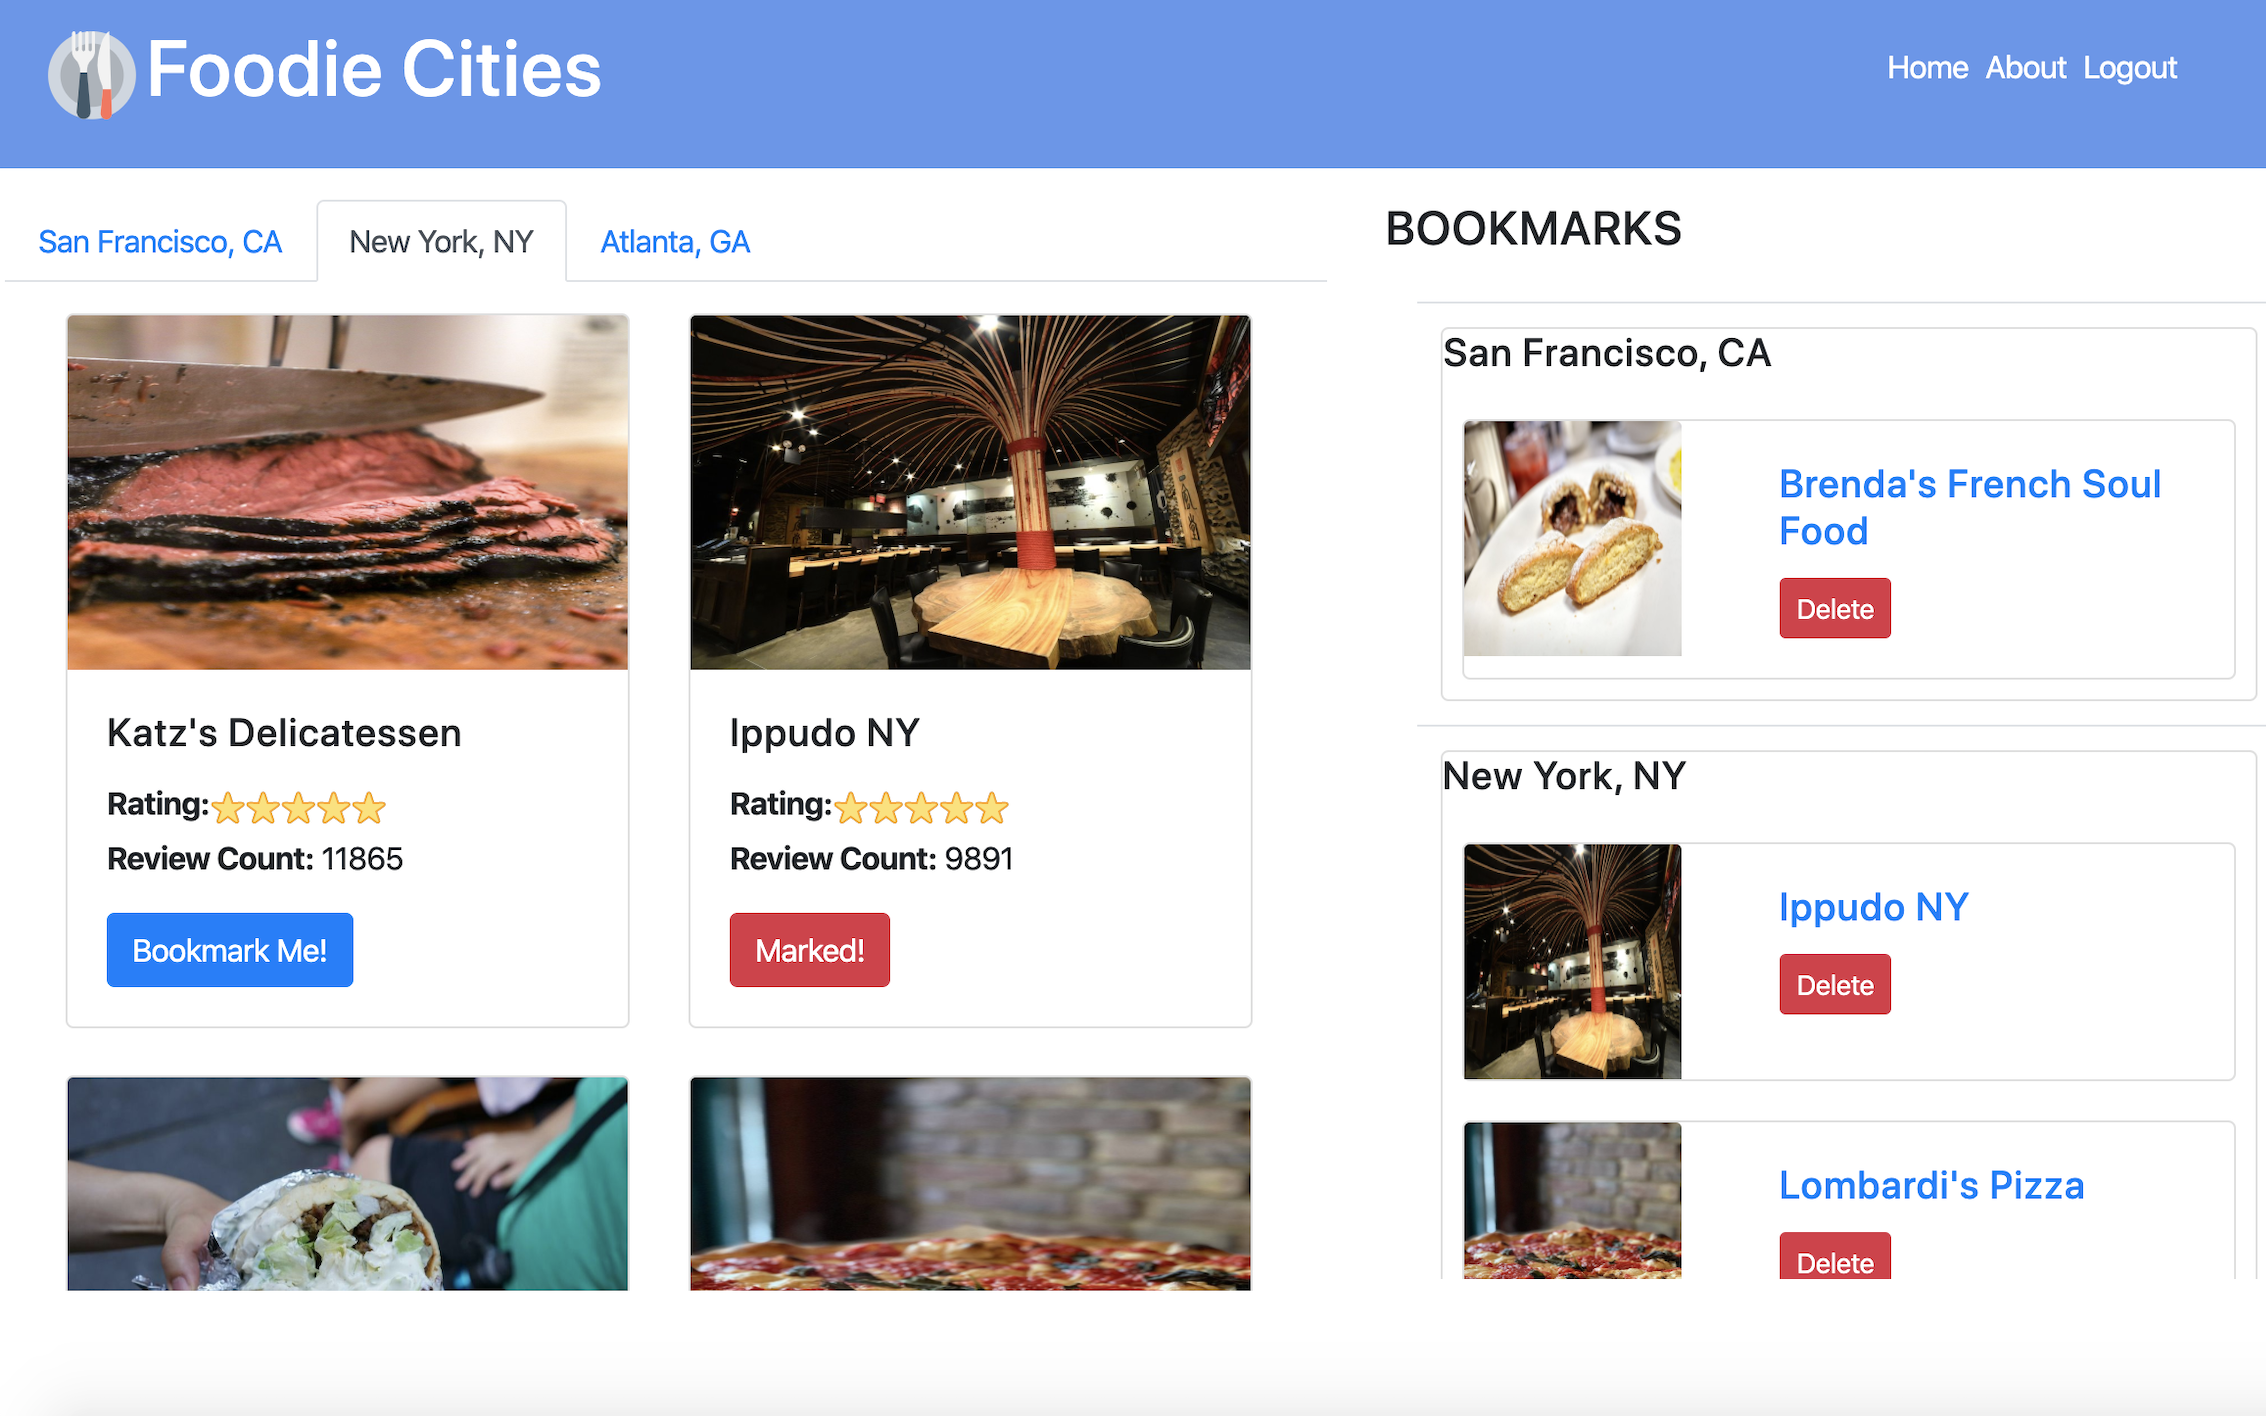 Foodie Cities
Home About Logout
San Francisco, CA
New York, NY
Atlanta, GA
Katz's Delicatessen
Rating:
Review Count: 11865
Bookmark Me!
Ippudo NY
Rating:
Review Count: 9891
Marked!
BOOKMARKS
San Francisco, CA
Brenda's French Soul
Food
Delete
New York, NY
Ippudo NY
Delete
Lombardi's Pizza
Delete